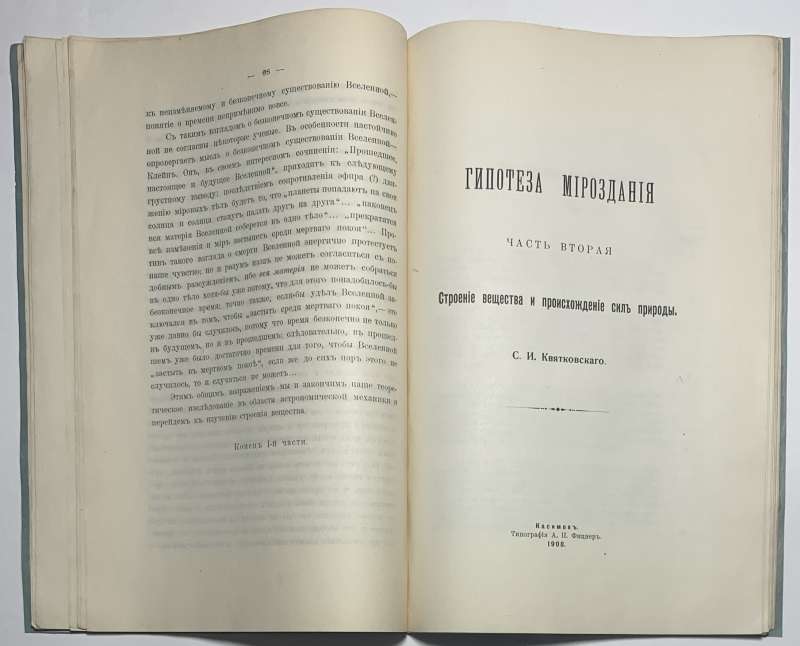 — 68 —
къ неизмѣняемому и безконечному существованію Вселенной,—
понятіе о времени непримѣнимо вовсе.
Съ такимъ взглядомъ о безконечномъ существованіи Вселен-
ной не согласны нѣкоторые ученые. Въ особенности настойчиво
опровергаетъ мысль о безконечномъ существованіи Вселенной—
Клейнъ. Онъ, въ своемъ интересномъ сочиненіи: „Прошедшее,
настоящее и будущее Вселенной", приходитъ къ слѣдующему
грустному выводу: послѣдствіемъ сопротивленія эфира (?) дви-
женію міровыхъ тѣлъ будетъ то, что „планеты попадаютъ на свои
солнца и солнца станутъ падать другъ на друга"... „наконецъ
вся матерія Вселенной соберется въ одно тѣло"... „прекратятся
всѣ измѣненія и міръ застынетъ среди мертваго покоя"... Про-
тивъ такого взгляда о смерти Вселенной энергично протестуетъ
наше чувство; но и разумъ нашъ не можетъ согласиться съ по-
добнымъ разсужденіемъ, ибо вся матерія не можетъ собраться
въ одно тѣло хотя-бы уже потому, что для этого понадобилось-бы
безконечное время; точно также, если-бы удѣлъ Вселенной за-
ключался въ томъ, чтобы „застыть среди мертваго покоя",— это
уже давно бы случилось, потому что время безконечно не только
въ будущемъ, но и въ прошедшемъ; слѣдовательно, въ прошед-
шемъ уже было достаточно времени для того, чтобы Вселенной
„застыть въ мертвомъ покоѣ", если же до сихъ поръ этого не
случилось, то и случиться не можетъ...
Этимъ общимъ выраженіемъ мы и закончимъ наше теоре-
тическое изслѣдованіе въ области астрономической механики и
перейдемъ къ изученію строенія вещества.
Конецъ I-й части.
ГИПОТЕЗА МІРОЗДАНІЯ
ЧАСТЬ ВТОРАЯ
Строеніе вещества и происхожденіе силъ природы.
С. И. Квятковскаго.
Касимовъ.
Типографія А. П. Фишлеръ.
1908.